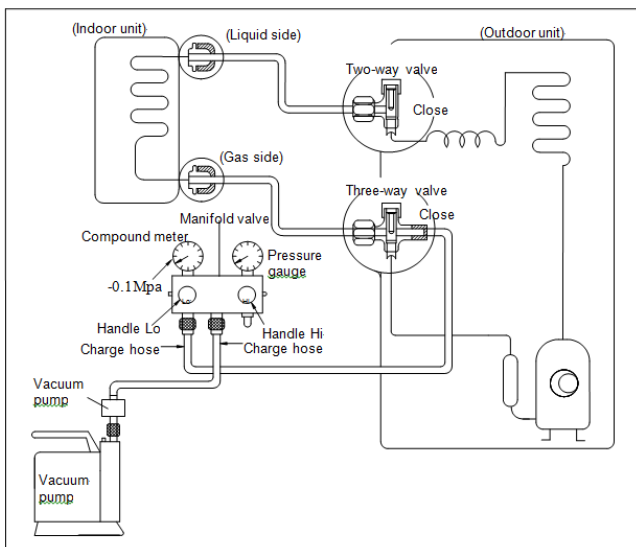 (Indoor unit)
(Liquid side)
(Outdoor unit)
Two-way valve
Close
(Gas side)
Three-way valve
Close
Manifold valve
Compound meter
Pressure
gauge
-0.1Mpa
Lo
Handle Lo
Handle Hi
Charge hose
Charge hose
Vacuum
pump
Vacuum
pump